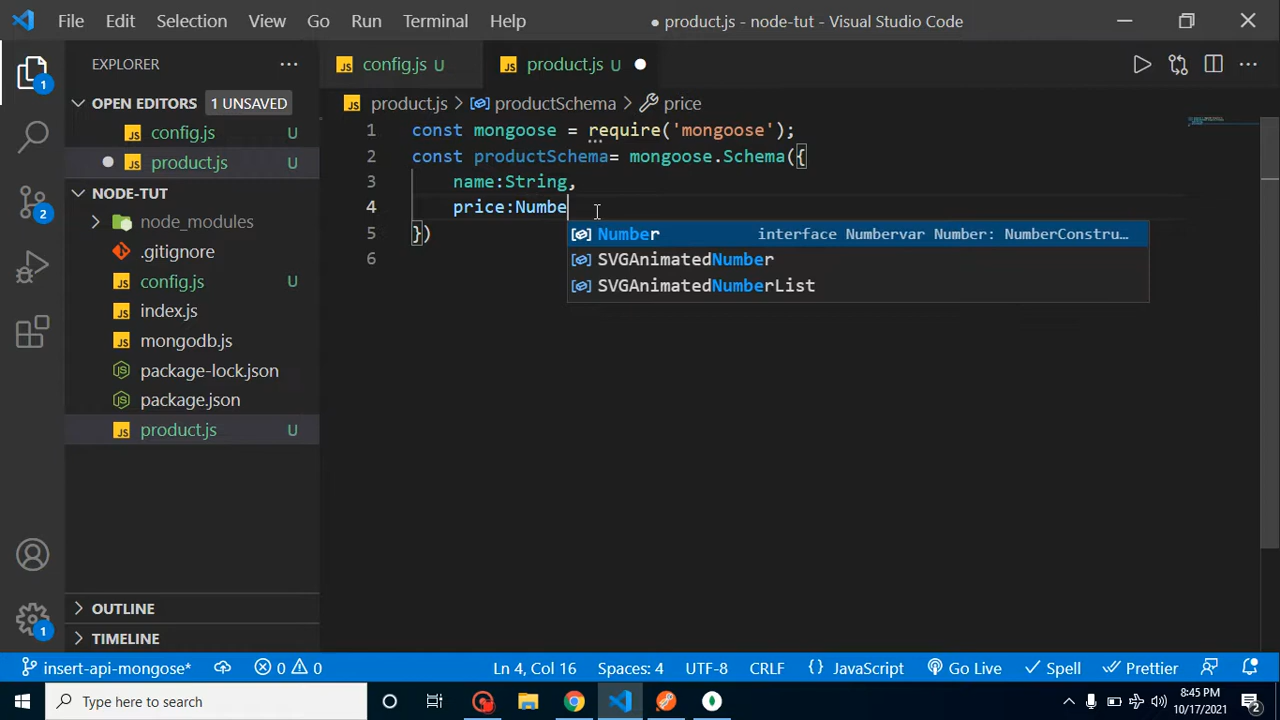 File Edit Selection View Go Run Terminal Help ● product.js - node-tut - Visual Studio Code
EXPLORER
OPEN EDITORS 1 UNSAVED
config.js U
product.js U
NODE-TUT
node_modules
.gitignore
config.js U
index.js
mongodb.js
package-lock.json
package.json
product.js U
OUTLINE
TIMELINE
1
2
1
config.js U product.js U
product.js > productSchema > price
1 const mongoose = require('mongoose');
2 const productSchema= mongoose.Schema({
3 name:String,
4 price:Numbe
5 })
6
Number interface Numbervar Number: NumberConstru…
SVGAnimatedNumber
SVGAnimatedNumberList
insert-api-mongose* 0 0 Ln 4, Col 16 Spaces: 4 UTF-8 CRLF {} JavaScript Go Live Spell Prettier
Type here to search
8:45 PM
10/17/2021
2